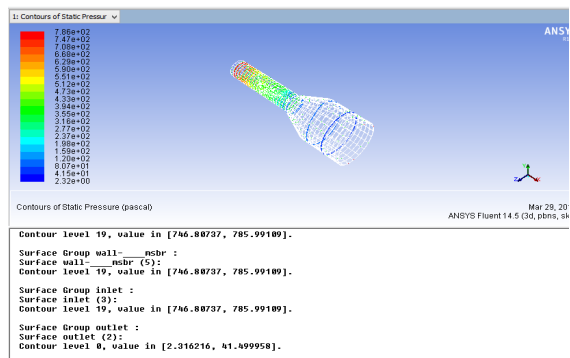 1: Contours of Static Pressur
7.86e+02
7.47e+02
7.08e+02
6.68e+02
6.29e+02
5.90e+02
5.51e+02
5.12e+02
4.73e+02
4.33e+02
3.94e+02
3.55e+02
3.16e+02
2.77e+02
2.37e+02
1.98e+02
1.59e+02
1.20e+02
8.07e+01
4.15e+01
2.32e+00
ANSY
Y
Z X
Contours of Static Pressure (pascal)
Mar 29, 20
ANSYS Fluent 14.5 (3d, pbns, sk
Contour level 19, value in [746.80737, 785.99109].
Surface Group wall-____msbr :
Surface wall-____msbr (5):
Contour level 19, value in [746.80737, 785.99109].
Surface Group inlet :
Surface inlet (3):
Contour level 19, value in [746.80737, 785.99109].
Surface Group outlet :
Surface outlet (2):
Contour level 0, value in [2.316216, 41.499958].